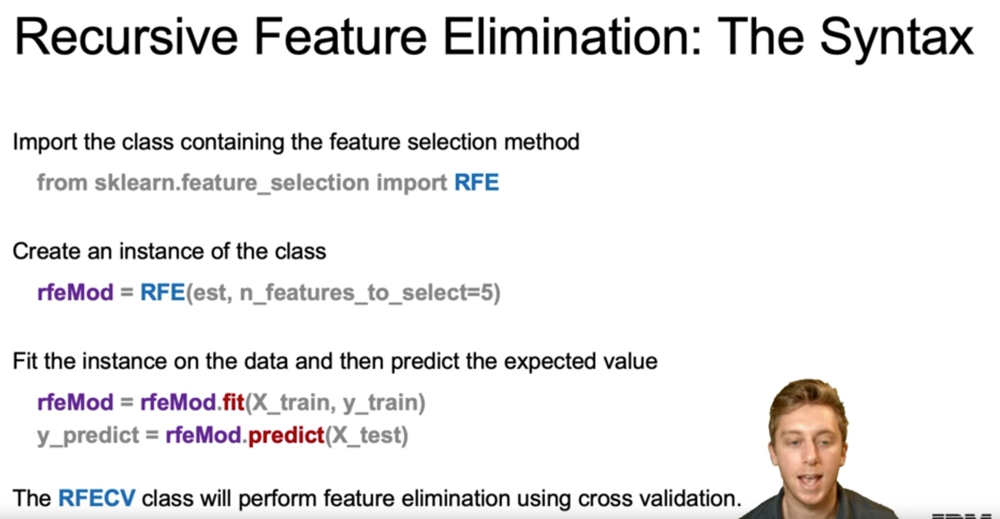 Recursive Feature Elimination: The Syntax
Import the class containing the feature selection method
from sklearn.feature_selection import RFE
Create an instance of the class
rfeMod = RFE(est, n_features_to_select=5)
Fit the instance on the data and then predict the expected value
rfeMod = rfeMod.fit(X_train, y_train)
y_predict = rfeMod.predict(X_test)
The RFECV class will perform feature elimination using cross validation.